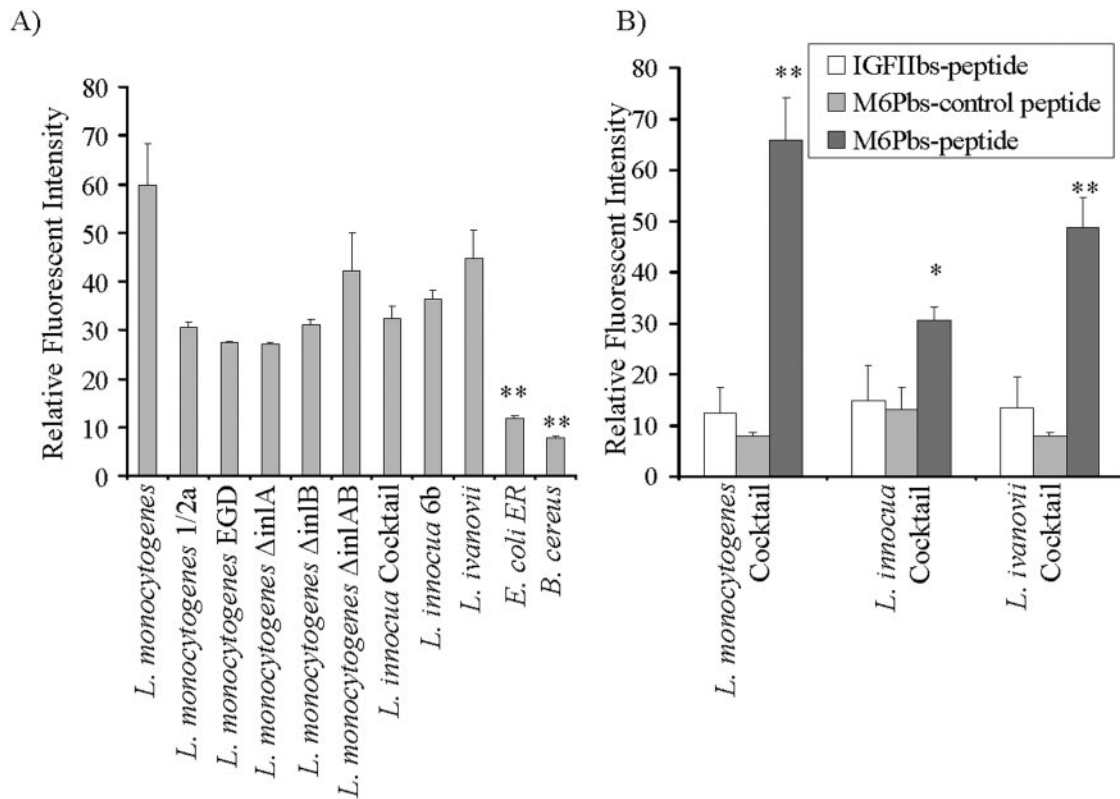 A)
Relative Fluorescent Intensity
80
70
60
50
40
30
20
10
0
**
**
L. monocytogenes
L. monocytogenes 1/2a
L. monocytogenes EGD
L. monocytogenes ΔinlA
L. monocytogenes ΔinlB
L. monocytogenes ΔinlAB
L. innocua Cocktail
L. innocua 6b
L. ivanovii
E. coli ER
B. cereus
B)
IGFIIbs-peptide
M6Pbs-control peptide
M6Pbs-peptide
Relative Fluorescent Intensity
80
70
60
50
40
30
20
10
0
**
*
**
L. monocytogenes
Cocktail
L. innocua
Cocktail
L. ivanovii
Cocktail